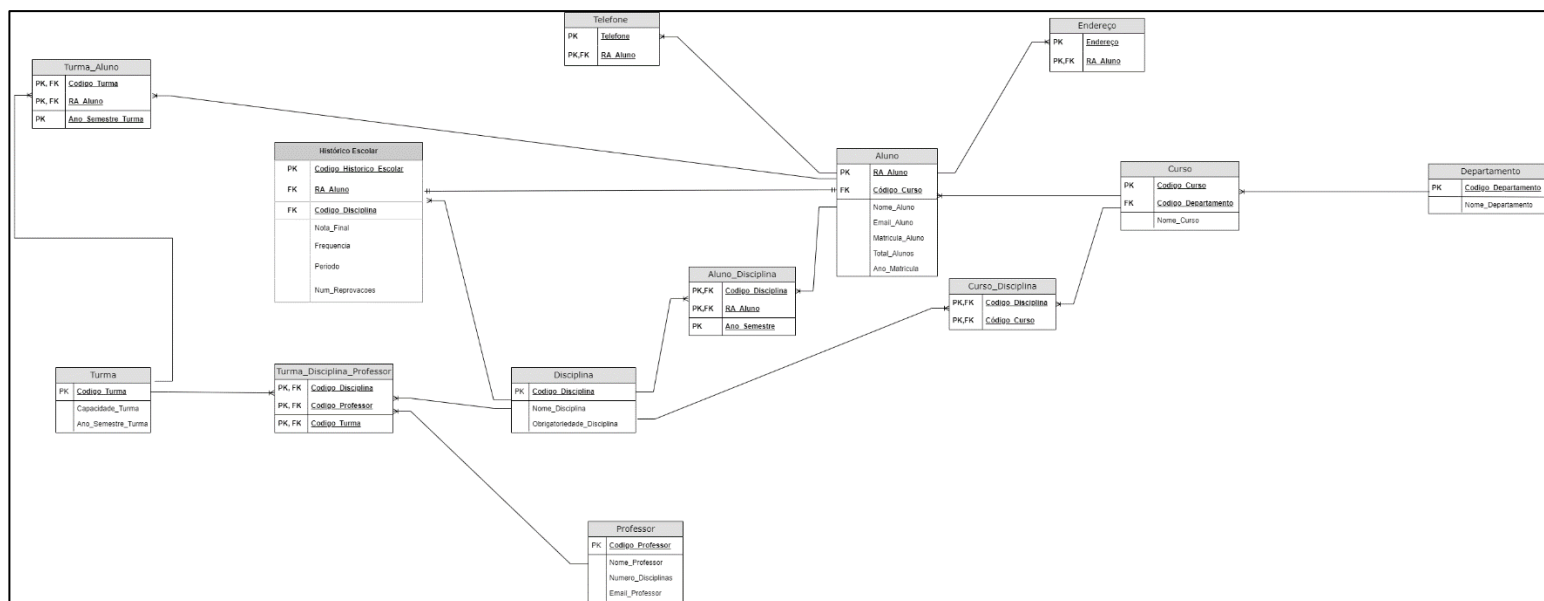 Telefone
PK Telefone
PK,FK RA_Aluno
Endereço
PK Endereço
PK,FK RA_Aluno
Turma_Aluno
PK, FK Codigo_Turma
PK, FK RA_Aluno
PK Ano_Semestre_Turma
Histórico Escolar
PK Codigo_Historico_Escolar
FK RA_Aluno
FK Codigo_Disciplina
Nota_Final
Frequencia
Periodo
Num_Reprovacoes
Aluno
PK RA_Aluno
FK Código_Curso
Nome_Aluno
Email_Aluno
Matricula_Aluno
Total_Alunos
Ano_Matricula
Curso
PK Codigo_Curso
FK Codigo_Departamento
Nome_Curso
Departamento
PK Codigo_Departamento
Nome_Departamento
Aluno_Disciplina
PK,FK Codigo_Disciplina
PK,FK RA_Aluno
PK Ano_Semestre
Curso_Disciplina
PK,FK Codigo_Disciplina
PK,FK Código_Curso
Turma
PK Codigo_Turma
Capacidade_Turma
Ano_Semestre_Turma
Turma_Disciplina_Professor
PK, FK Codigo_Disciplina
PK, FK Codigo_Professor
PK, FK Codigo_Turma
Disciplina
PK Codigo_Disciplina
Nome_Disciplina
Obrigatoriedade_Disciplina
Professor
PK Codigo_Professor
Nome_Professor
Numero_Disciplinas
Email_Professor